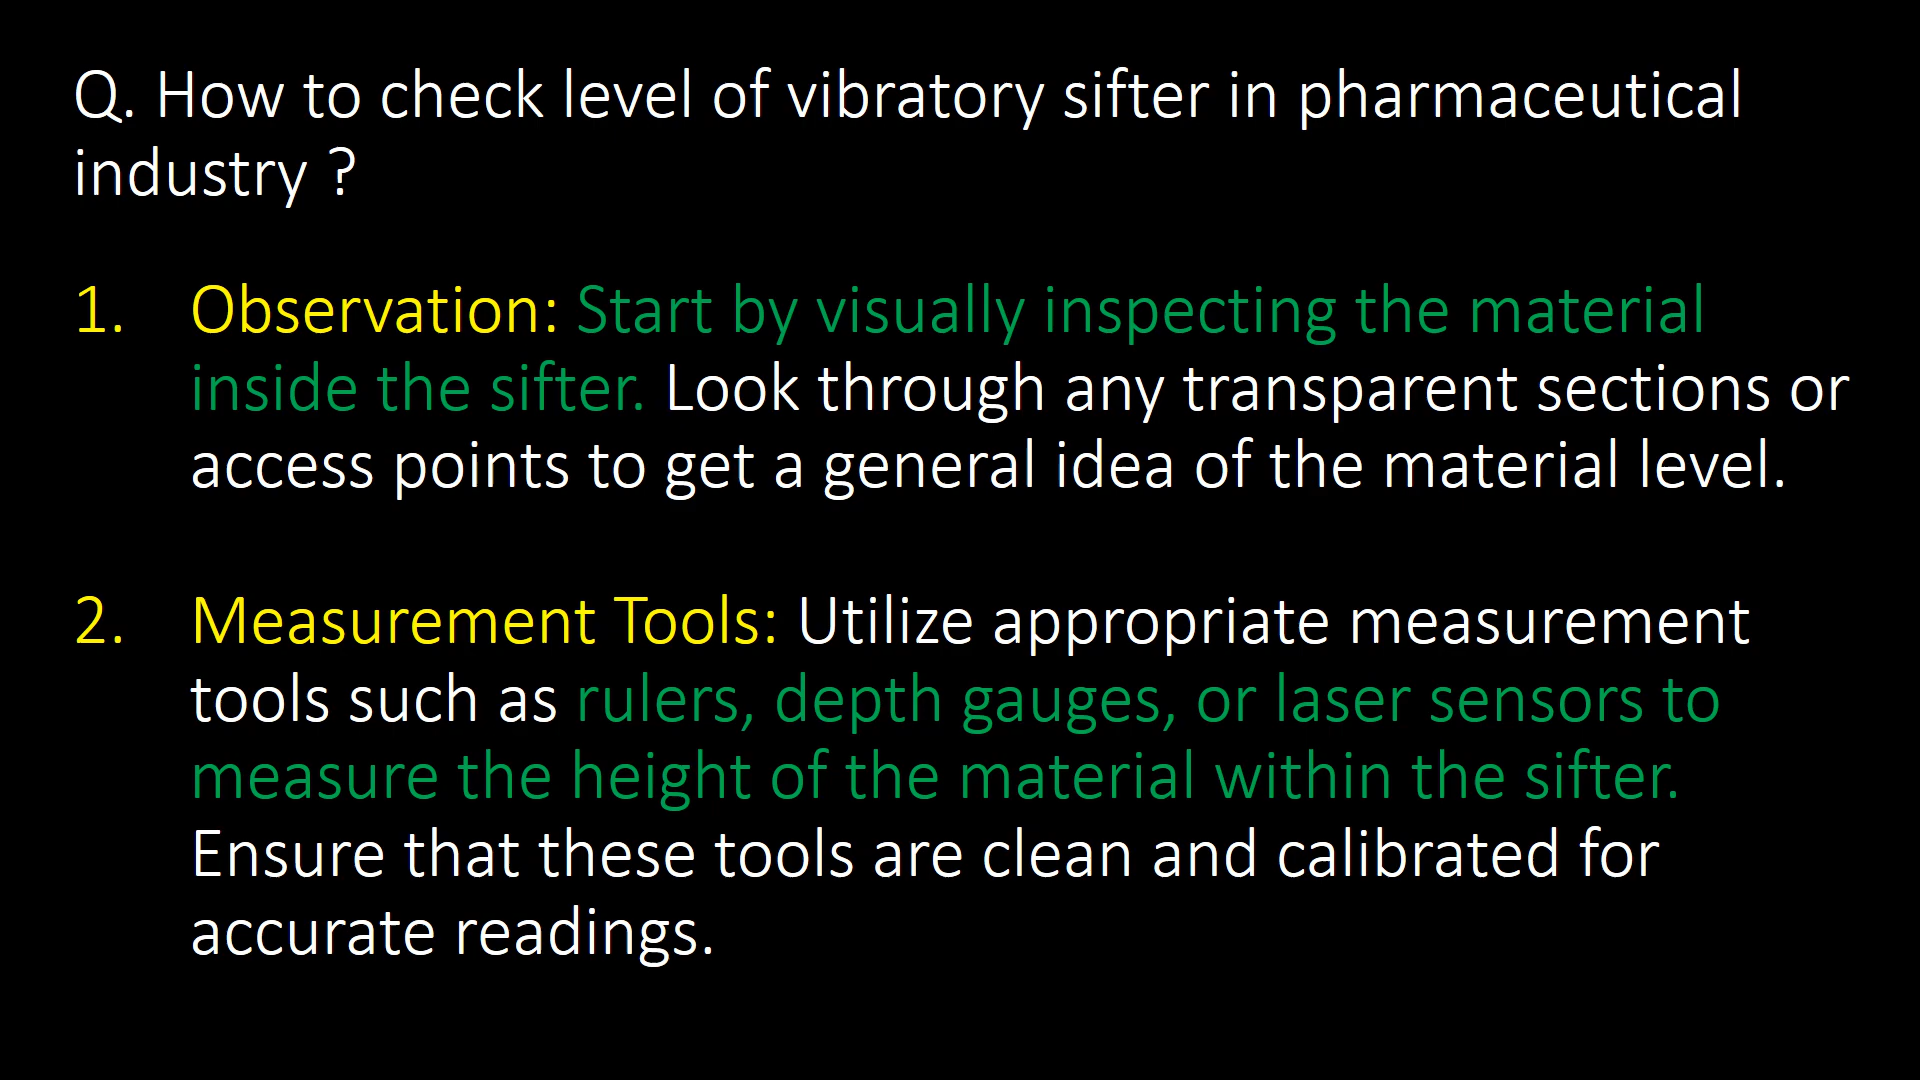 Q. How to check level of vibratory sifter in pharmaceutical
industry ?
1. Observation: Start by visually inspecting the material
inside the sifter. Look through any transparent sections or
access points to get a general idea of the material level.
2. Measurement Tools: Utilize appropriate measurement
tools such as rulers, depth gauges, or laser sensors to
measure the height of the material within the sifter.
Ensure that these tools are clean and calibrated for
accurate readings.